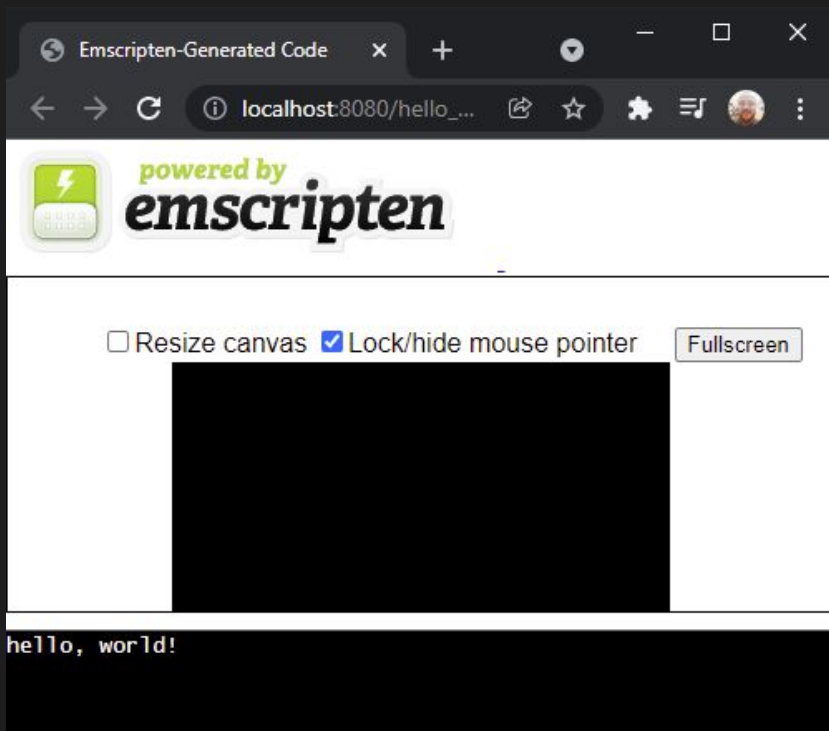 Emscripten-Generated Code
localhost:8080/hello_...
powered by
emscripten
Resize canvas Lock/hide mouse pointer Fullscreen
hello, world!